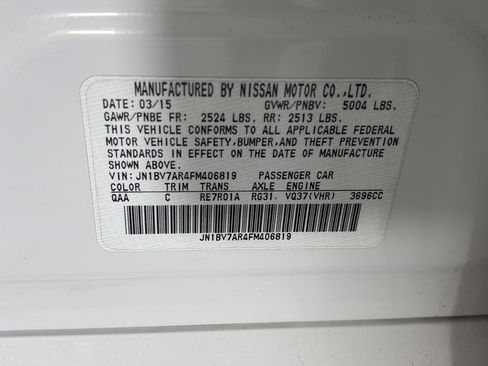 MANUFACTURED BY NISSAN MOTOR CO.,LTD.
DATE: 03/15 GVWR/PNBV: 5004 LBS.
GAWR/PNBE FR: 2524 LBS. RR: 2513 LBS.
THIS VEHICLE CONFORMS TO ALL APPLICABLE FEDERAL
MOTOR VEHICLE SAFETY,BUMPER,AND THEFT PREVENTION
STANDARDS IN EFFECT ON THE DATE OF MANUFACTURE
SHOWN ABOVE.
VIN: JN1BV7AR4FM406819 PASSENGER CAR
COLOR TRIM TRANS AXLE ENGINE
QAA C RE7R01A RG31. VQ37(VHR) 3696CC
JN1BV7AR4FM406819